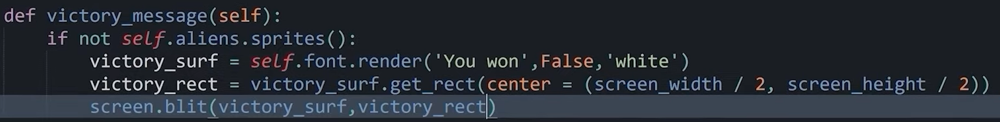 def victory_message(self):
    if not self.aliens.sprites():
        victory_surf = self.font.render('You won',False,'white')
        victory_rect = victory_surf.get_rect(center = (screen_width / 2, screen_height / 2))
        screen.blit(victory_surf,victory_rect)